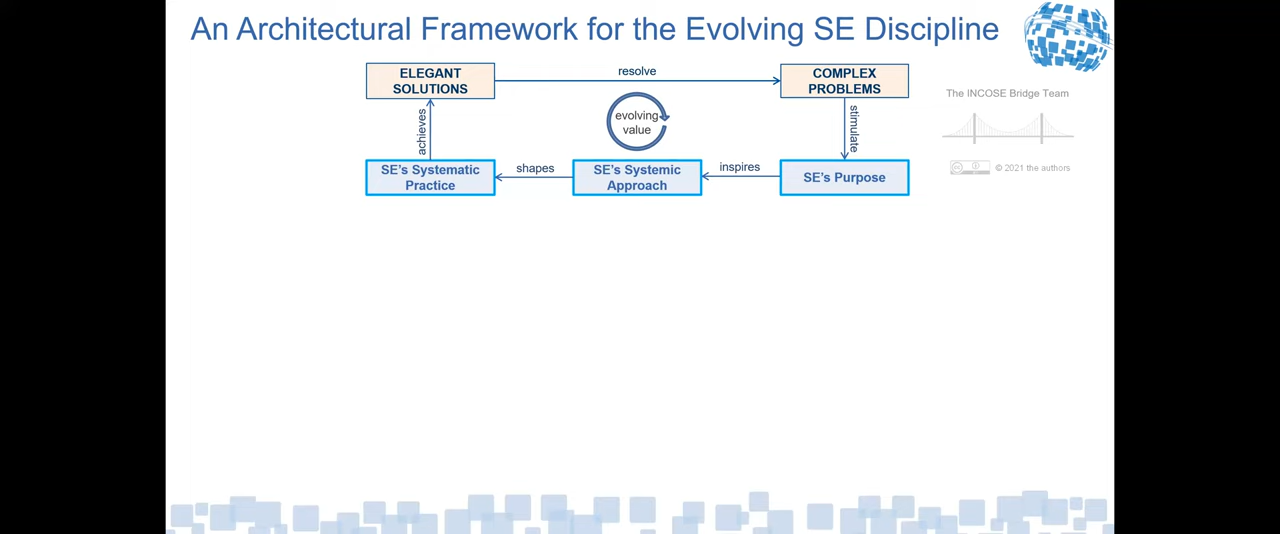 An Architectural Framework for the Evolving SE Discipline
ELEGANT
SOLUTIONS
resolve
COMPLEX
PROBLEMS
The INCOSE Bridge Team
evolving
value
achieves
stimulate
SE's Systematic
Practice
shapes
SE's Systemic
Approach
inspires
SE's Purpose
© 2021 the authors